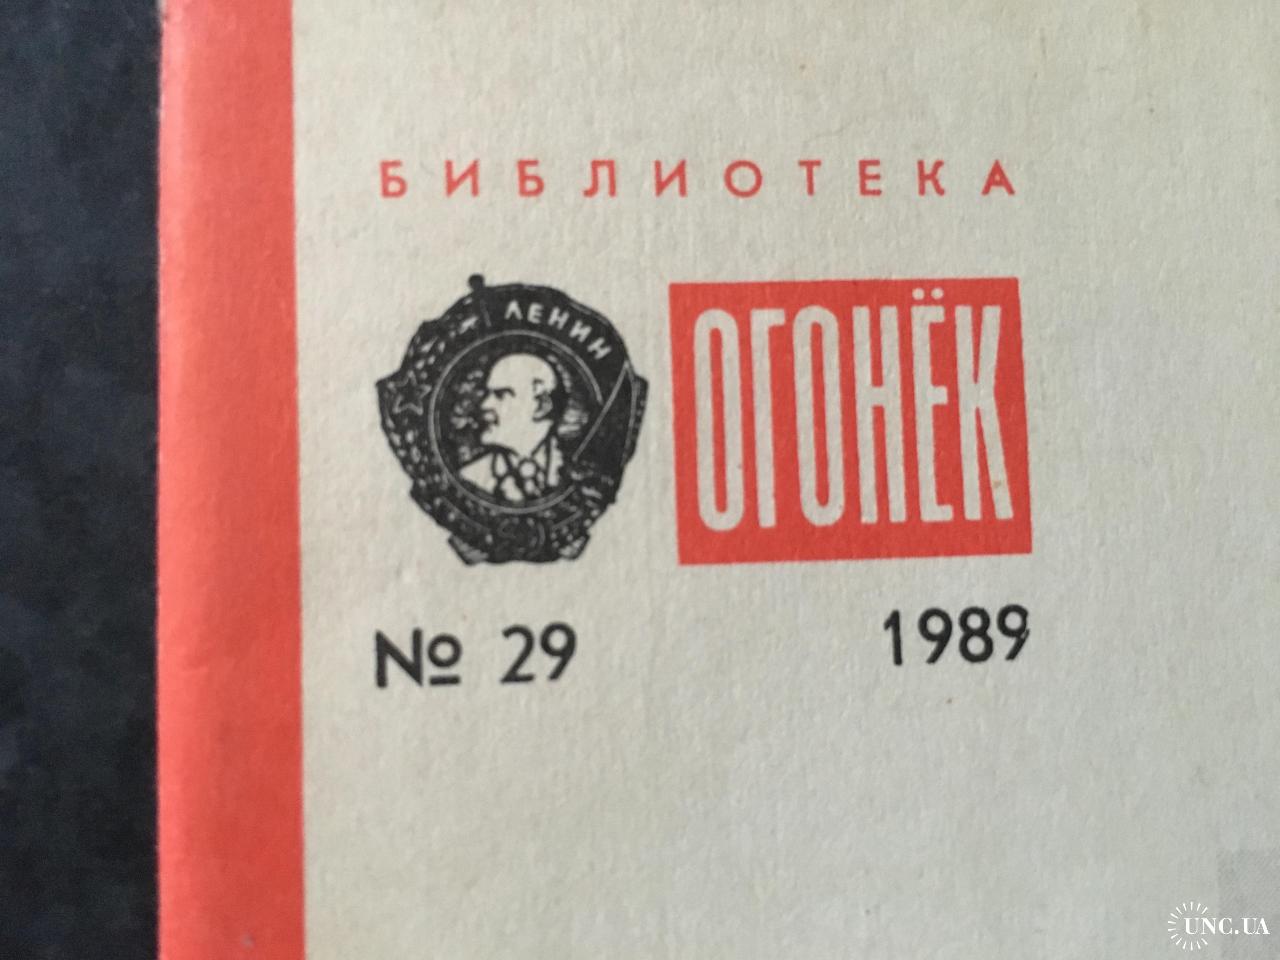 БИБЛИОТЕКА
ЛЕНИН
ОГОНЁК
№ 29
1989
UNC.UA